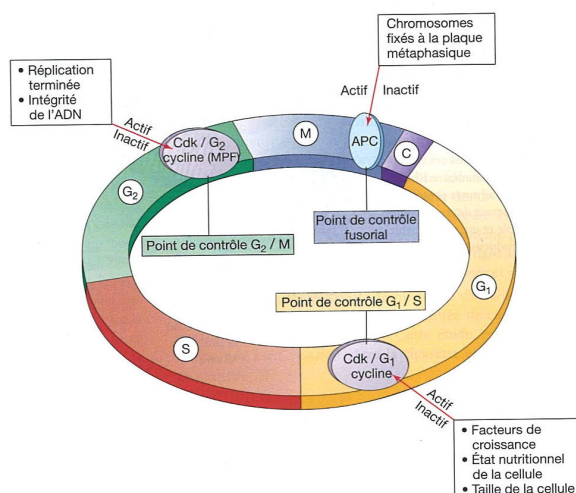 Chromosomes
fixés à la plaque
métaphasique
• Réplication
terminée
• Intégrité
de l'ADN
Actif
Inactif
Actif
Inactif
Cdk / G2
cycline (MPF)
M
APC
C
G2
Point de contrôle G2 / M
Point de contrôle
fusorial
G1
Point de contrôle G1 / S
S
Cdk / G1
cycline
Actif
Inactif
• Facteurs de
croissance
• État nutritionnel
de la cellule
• Taille de la cellule